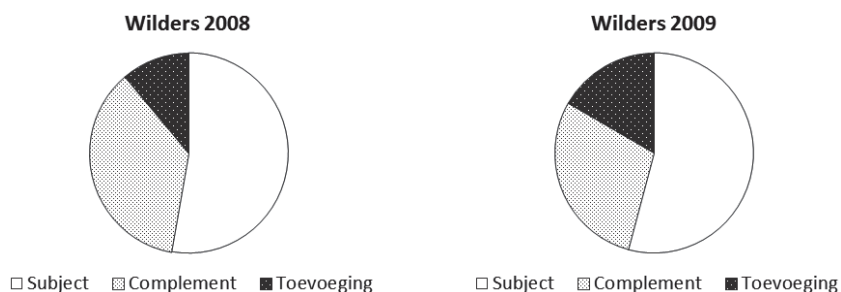 Wilders 2008
Subject Complement Toevoeging
Wilders 2009
Subject Complement Toevoeging